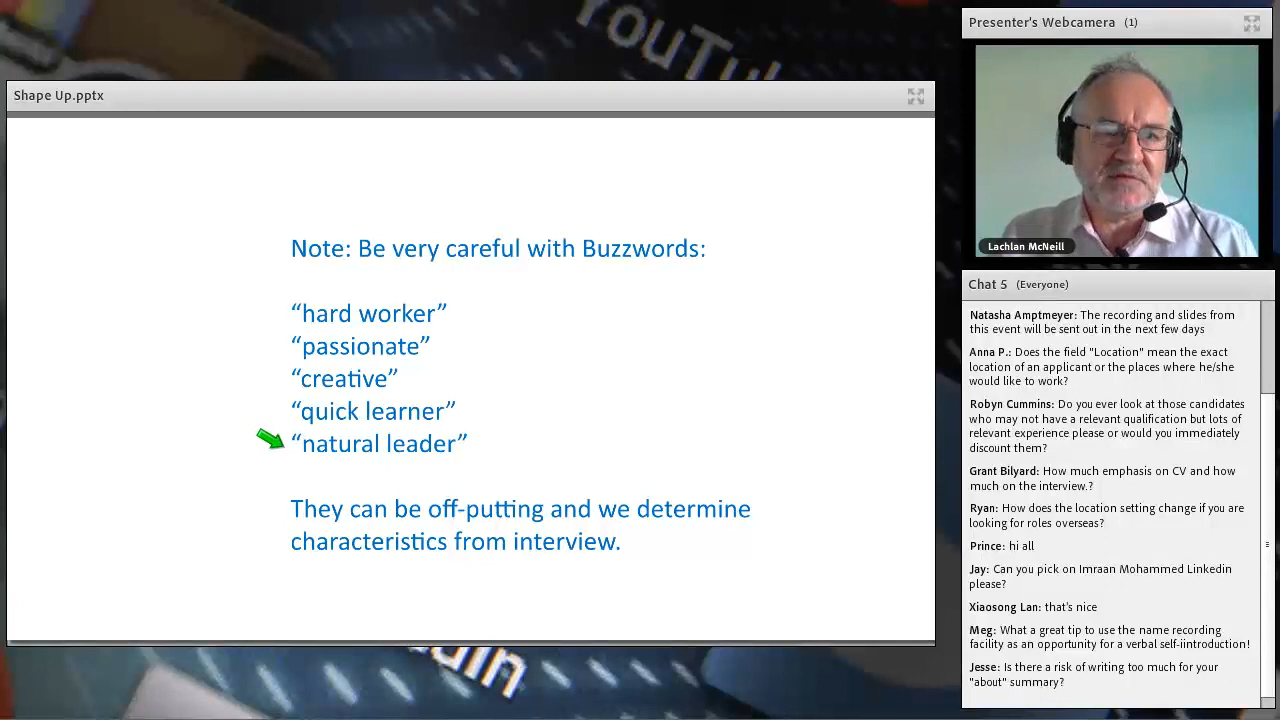 YouTu
Presenter's Webcamera (1)
Shape Up.pptx
Note: Be very careful with Buzzwords:
“hard worker”
“passionate”
“creative”
“quick learner”
“natural leader”
They can be off-putting and we determine
characteristics from interview.
Lachlan McNeill
Chat 5 (Everyone)
Natasha Amptmeyer: The recording and slides from
this event will be sent out in the next few days
Anna P.: Does the field "Location" mean the exact
location of an applicant or the places where he/she
would like to work?
Robyn Cummins: Do you ever look at those candidates
who may not have a relevant qualification but lots of
relevant experience please or would you immediately
discount them?
Grant Bilyard: How much emphasis on CV and how
much on the interview.?
Ryan: How does the location setting change if you are
looking for roles overseas?
Prince: hi all
Jay: Can you pick on Imraan Mohammed Linkedin
please?
Xiaosong Lan: that's nice
Meg: What a great tip to use the name recording
facility as an opportunity for a verbal self-iintroduction!
Jesse: Is there a risk of writing too much for your
"about" summary?